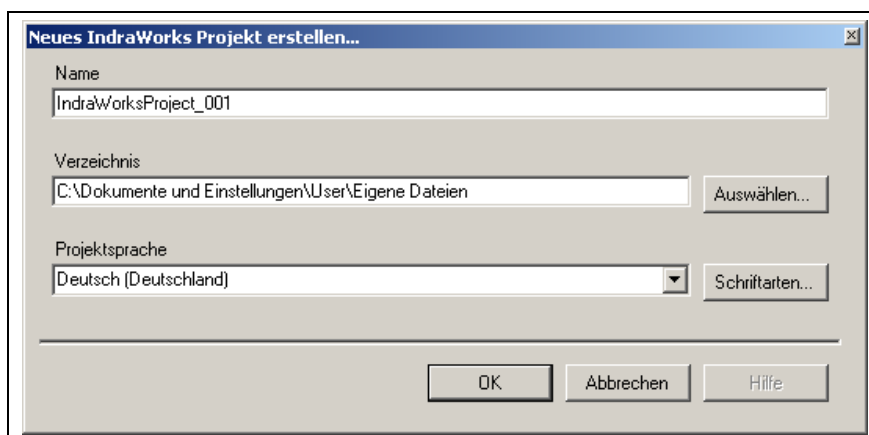 Neues IndraWorks Projekt erstellen...
Name
IndraWorksProject_001
Verzeichnis
C:\Dokumente und Einstellungen\User\Eigene Dateien
Auswählen...
Projektsprache
Deutsch (Deutschland)
Schriftarten...
OK
Abbrechen
Hilfe